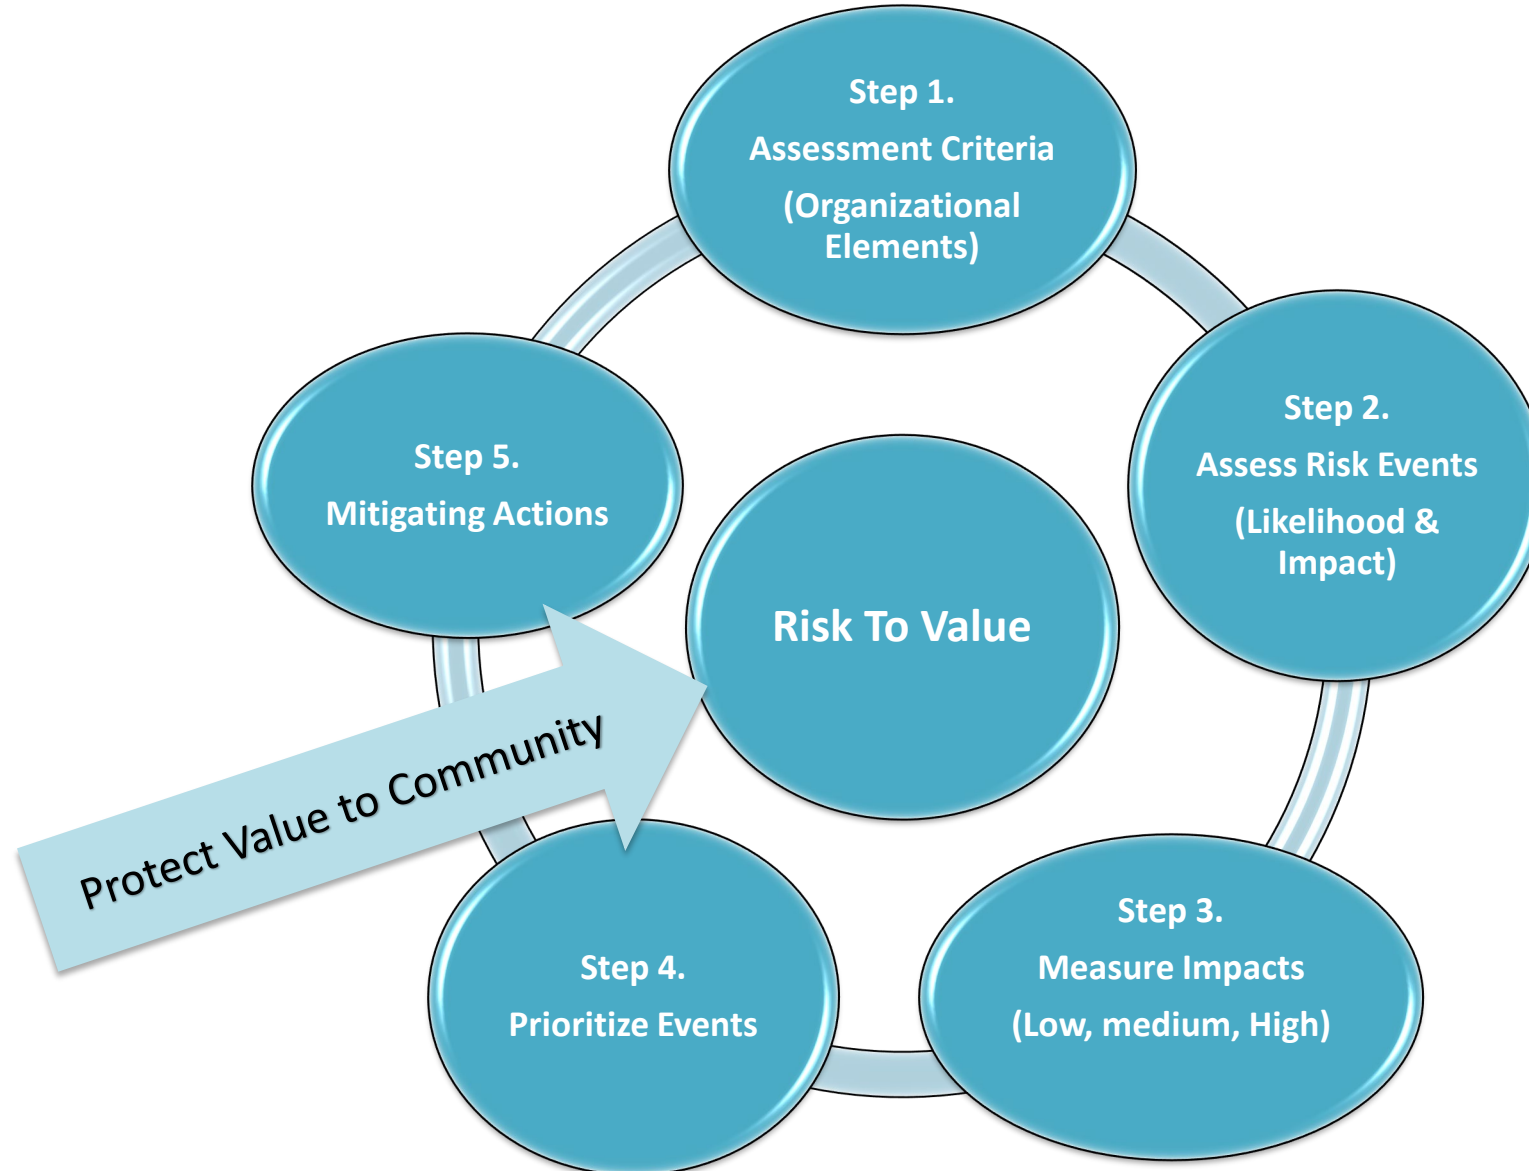 Step 1.
Assessment Criteria
(Organizational
Elements)
Step 2.
Assess Risk Events
(Likelihood &
Impact)
Step 3.
Measure Impacts
(Low, medium, High)
Step 4.
Prioritize Events
Step 5.
Mitigating Actions
Risk To Value
Protect Value to Community